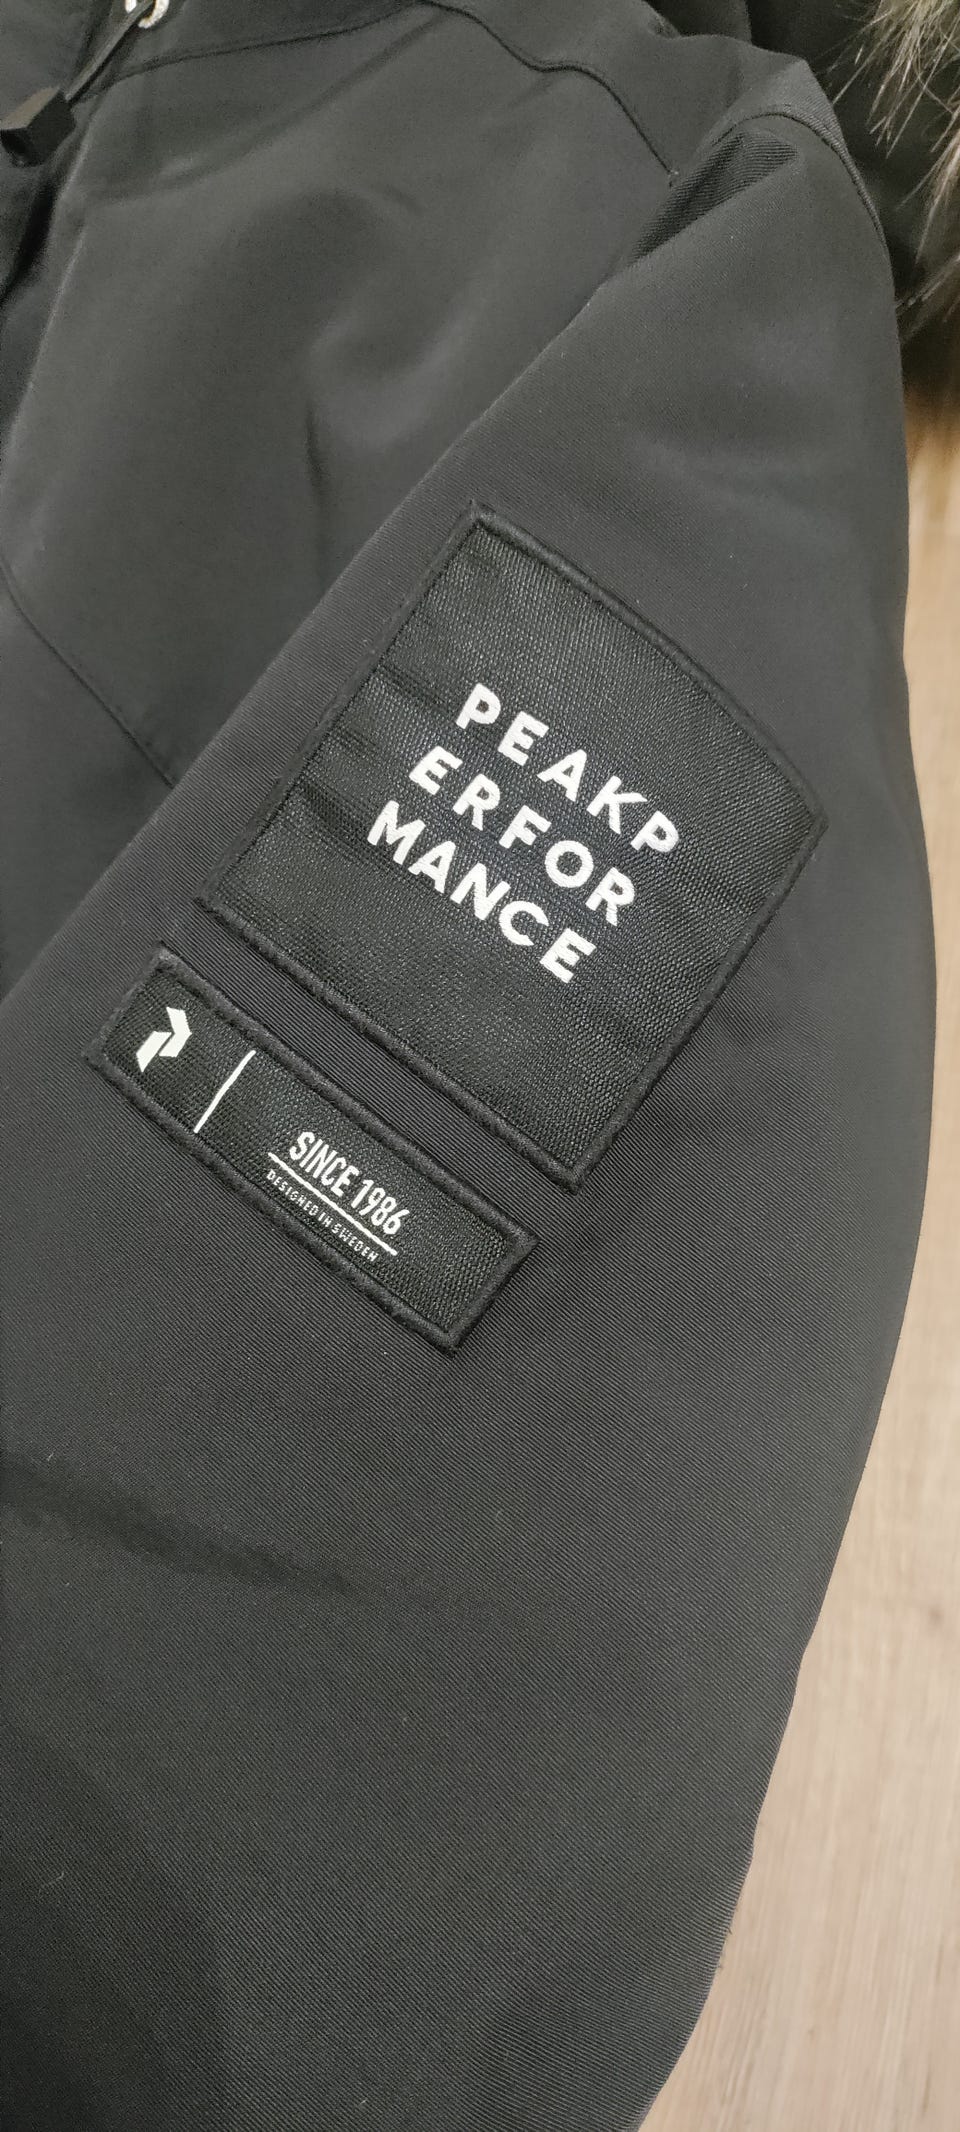 PEAKP
ERFOR
MANCE
SINCE 1986
DESIGNED IN SWEDEN